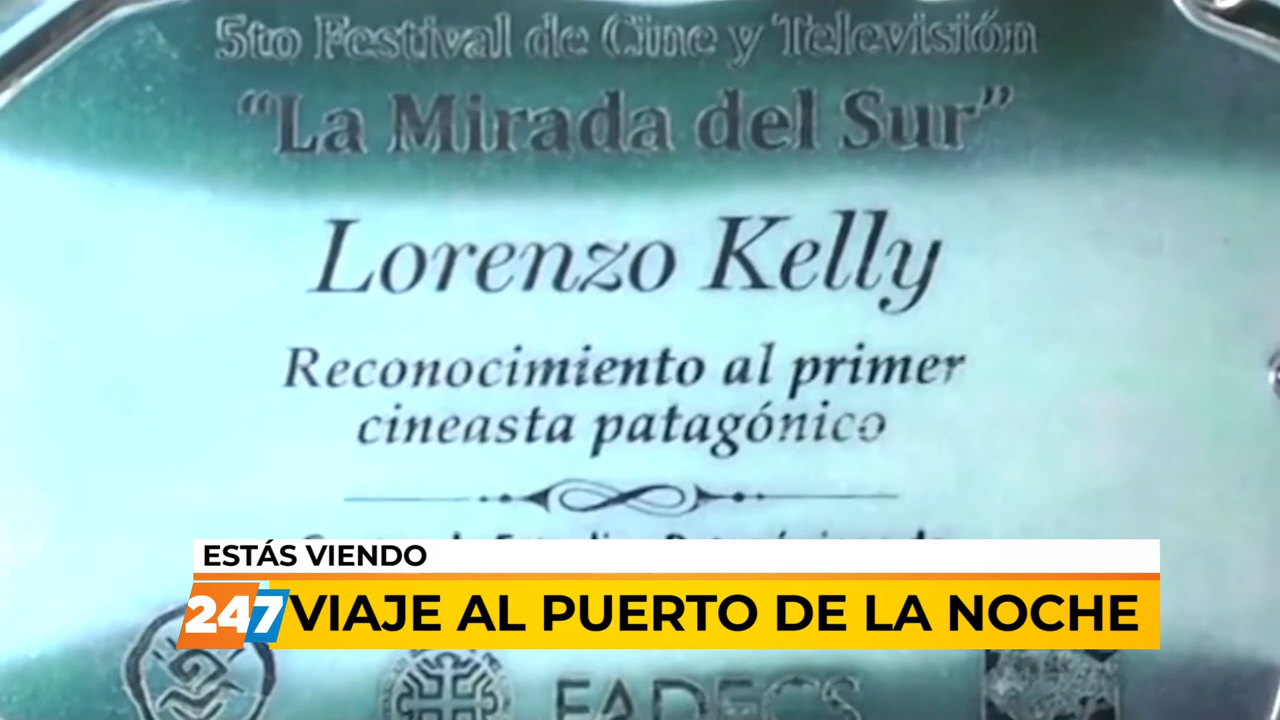 5to Festival de Cine y Televisión
“La Mirada del Sur”
Lorenzo Kelly
Reconocimiento al primer
cineasta patagónico
ESTÁS VIENDO
247 VIAJE AL PUERTO DE LA NOCHE
FADECS